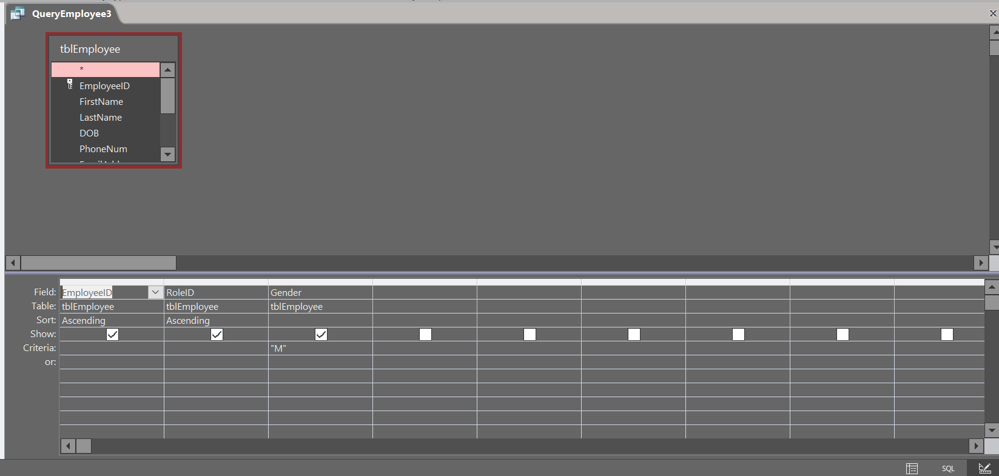 QueryEmployee3
tblEmployee
*
EmployeeID
FirstName
LastName
DOB
PhoneNum
Field: EmployeeID RoleID Gender
Table: tblEmployee tblEmployee tblEmployee
Sort: Ascending Ascending
Show:
Criteria: "M"
or:
SQL